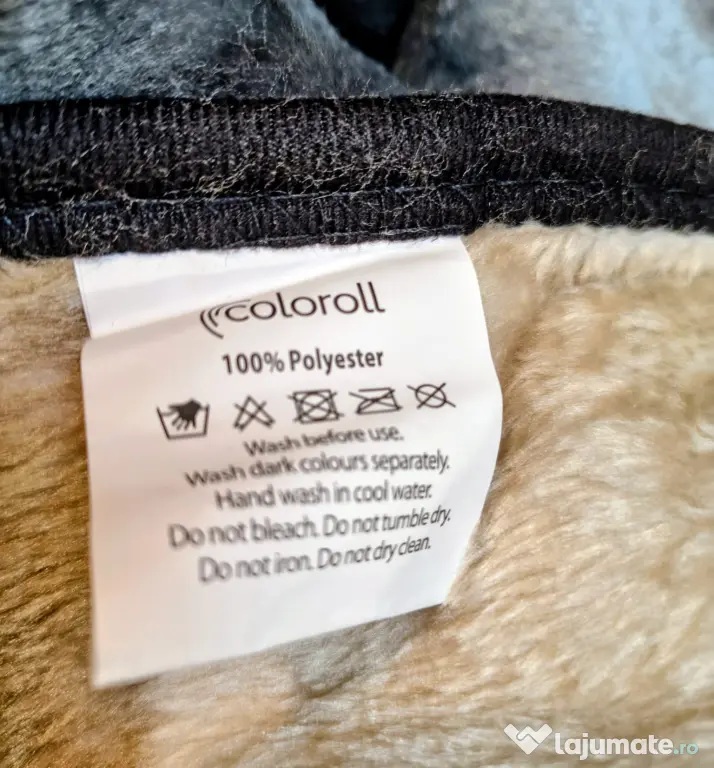 coloroll
100% Polyester
Wash before use.
Wash dark colours separately.
Hand wash in cool water.
Do not bleach. Do not tumble dry.
Do not iron. Do not dry clean.
lajumate.ro